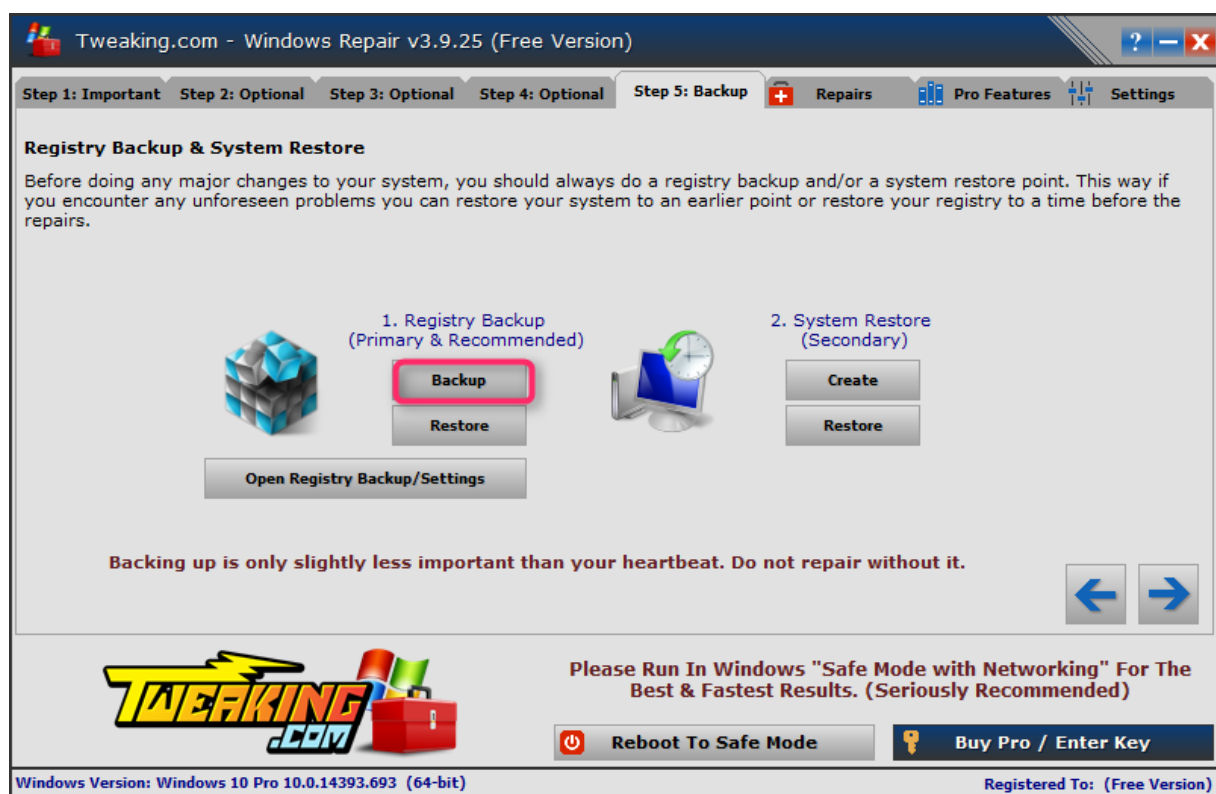 Tweaking.com - Windows Repair v3.9.25 (Free Version)
?
Step 1: Important
Step 2: Optional
Step 3: Optional
Step 4: Optional
Step 5: Backup
Repairs
Pro Features
Settings
Registry Backup & System Restore
Before doing any major changes to your system, you should always do a registry backup and/or a system restore point. This way if
you encounter any unforeseen problems you can restore your system to an earlier point or restore your registry to a time before the
repairs.
1. Registry Backup
(Primary & Recommended)
Backup
Restore
Open Registry Backup/Settings
2. System Restore
(Secondary)
Create
Restore
Backing up is only slightly less important than your heartbeat. Do not repair without it.
TWEAKING
.COM
Please Run In Windows "Safe Mode with Networking" For The
Best & Fastest Results. (Seriously Recommended)
Reboot To Safe Mode
Buy Pro / Enter Key
Windows Version: Windows 10 Pro 10.0.14393.693 (64-bit)
Registered To: (Free Version)